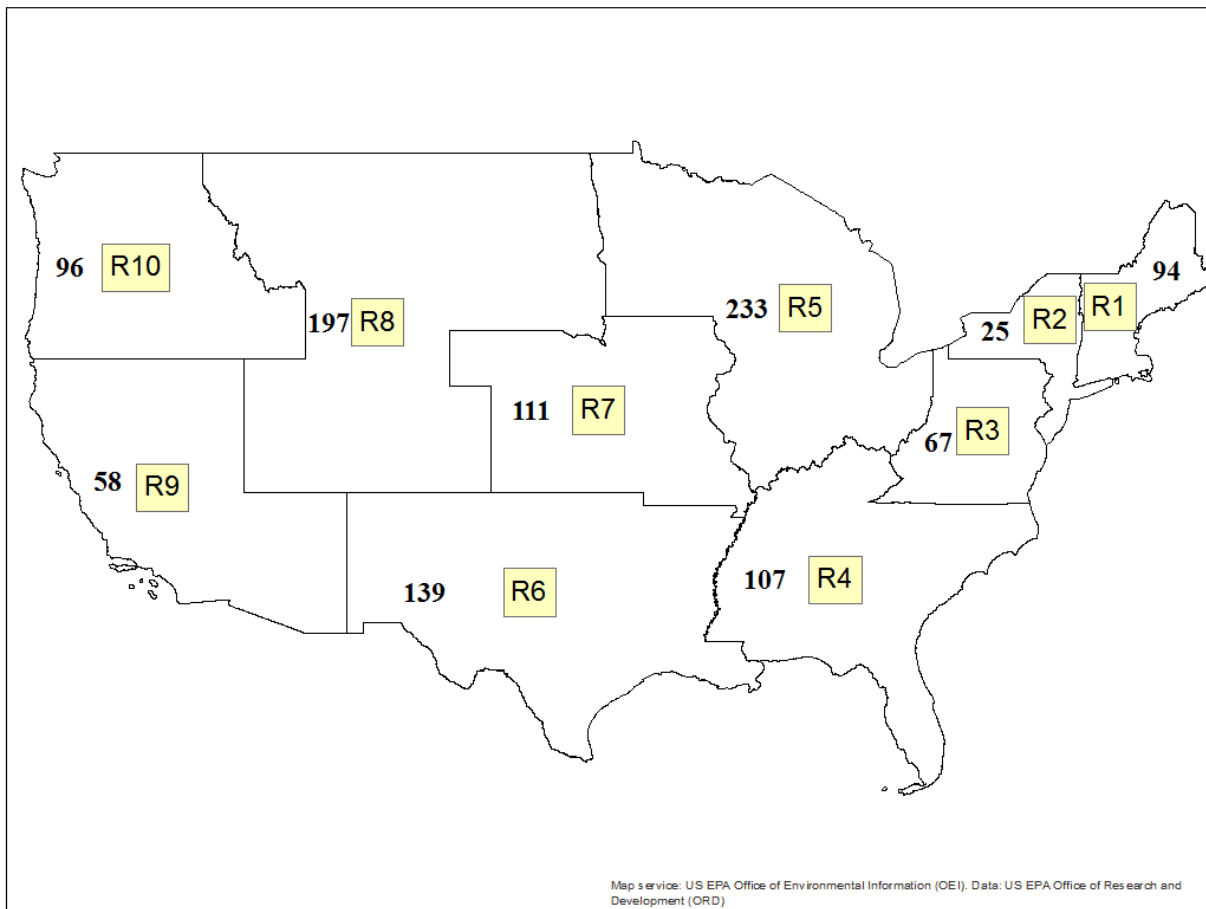 96 R10
94
R1
R2
25
233 R5
197 R8
111 R7
67 R3
58 R9
139 R6
107 R4
Map service: US EPA Office of Environmental Information (OEI). Data: US EPA Office of Research and
Development (ORD)